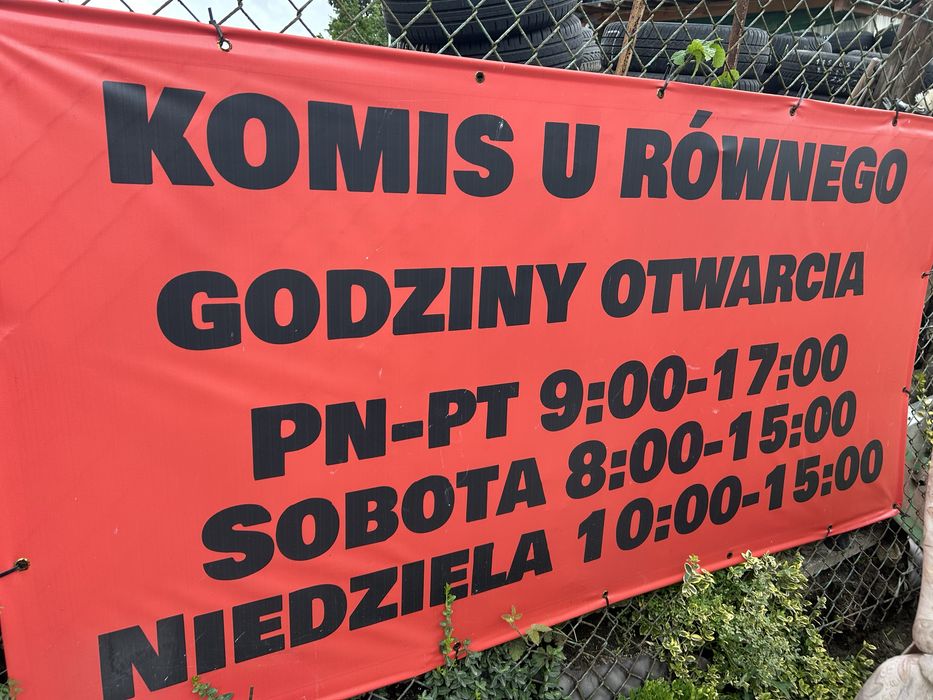 KOMIS U RÓWNEGO
GODZINY OTWARCIA
PN-PT 9:00-17:00
SOBOTA 8:00-15:00
NIEDZIELA 10:00-15:00